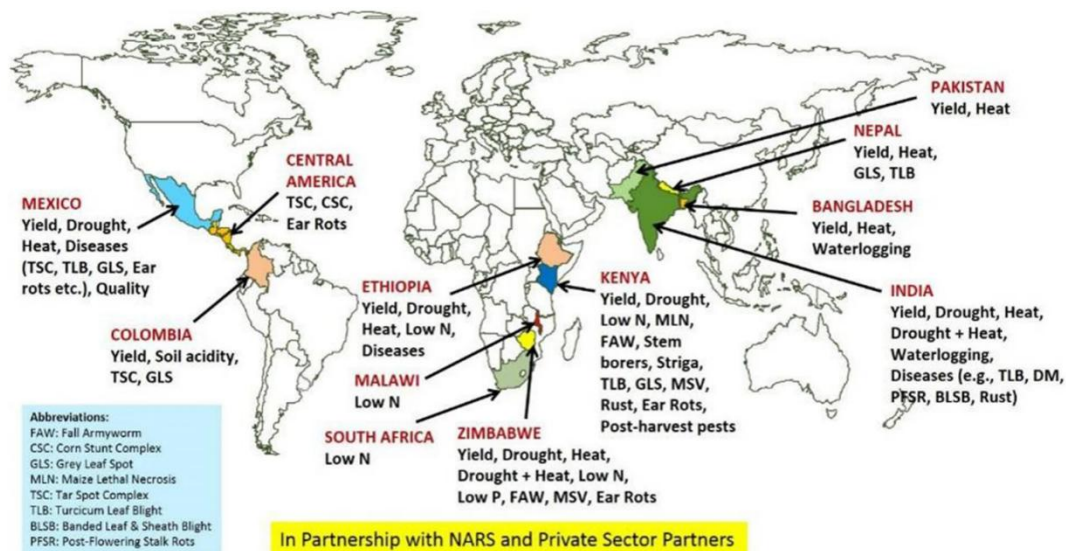 PAKISTAN
Yield, Heat
NEPAL
Yield, Heat,
GLS, TLB
BANGLADESH
Yield, Heat,
Waterlogging
INDIA
Yield, Drought, Heat,
Drought + Heat,
Waterlogging,
Diseases (e.g., TLB, DM,
PFSR, BLSB, Rust)
CENTRAL
AMERICA
TSC, CSC,
Ear Rots
MEXICO
Yield, Drought,
Heat, Diseases
(TSC, TLB, GLS, Ear
rots etc.), Quality
COLOMBIA
Yield, Soil acidity,
TSC, GLS
ETHIOPIA
Yield, Drought,
Heat, Low N,
Diseases
MALAWI
Low N
SOUTH AFRICA
Low N
KENYA
Yield, Drought,
Low N, MLN,
FAW, Stem
borers, Striga,
TLB, GLS, MSV,
Rust, Ear Rots,
Post-harvest pests
ZIMBABWE
Yield, Drought, Heat,
Drought + Heat, Low N,
Low P, FAW, MSV, Ear Rots
Abbreviations:
FAW: Fall Armyworm
CSC: Corn Stunt Complex
GLS: Grey Leaf Spot
MLN: Maize Lethal Necrosis
TSC: Tar Spot Complex
TLB: Turcicum Leaf Blight
BLSB: Banded Leaf & Sheath Blight
PFSR: Post-Flowering Stalk Rots
In Partnership with NARS and Private Sector Partners